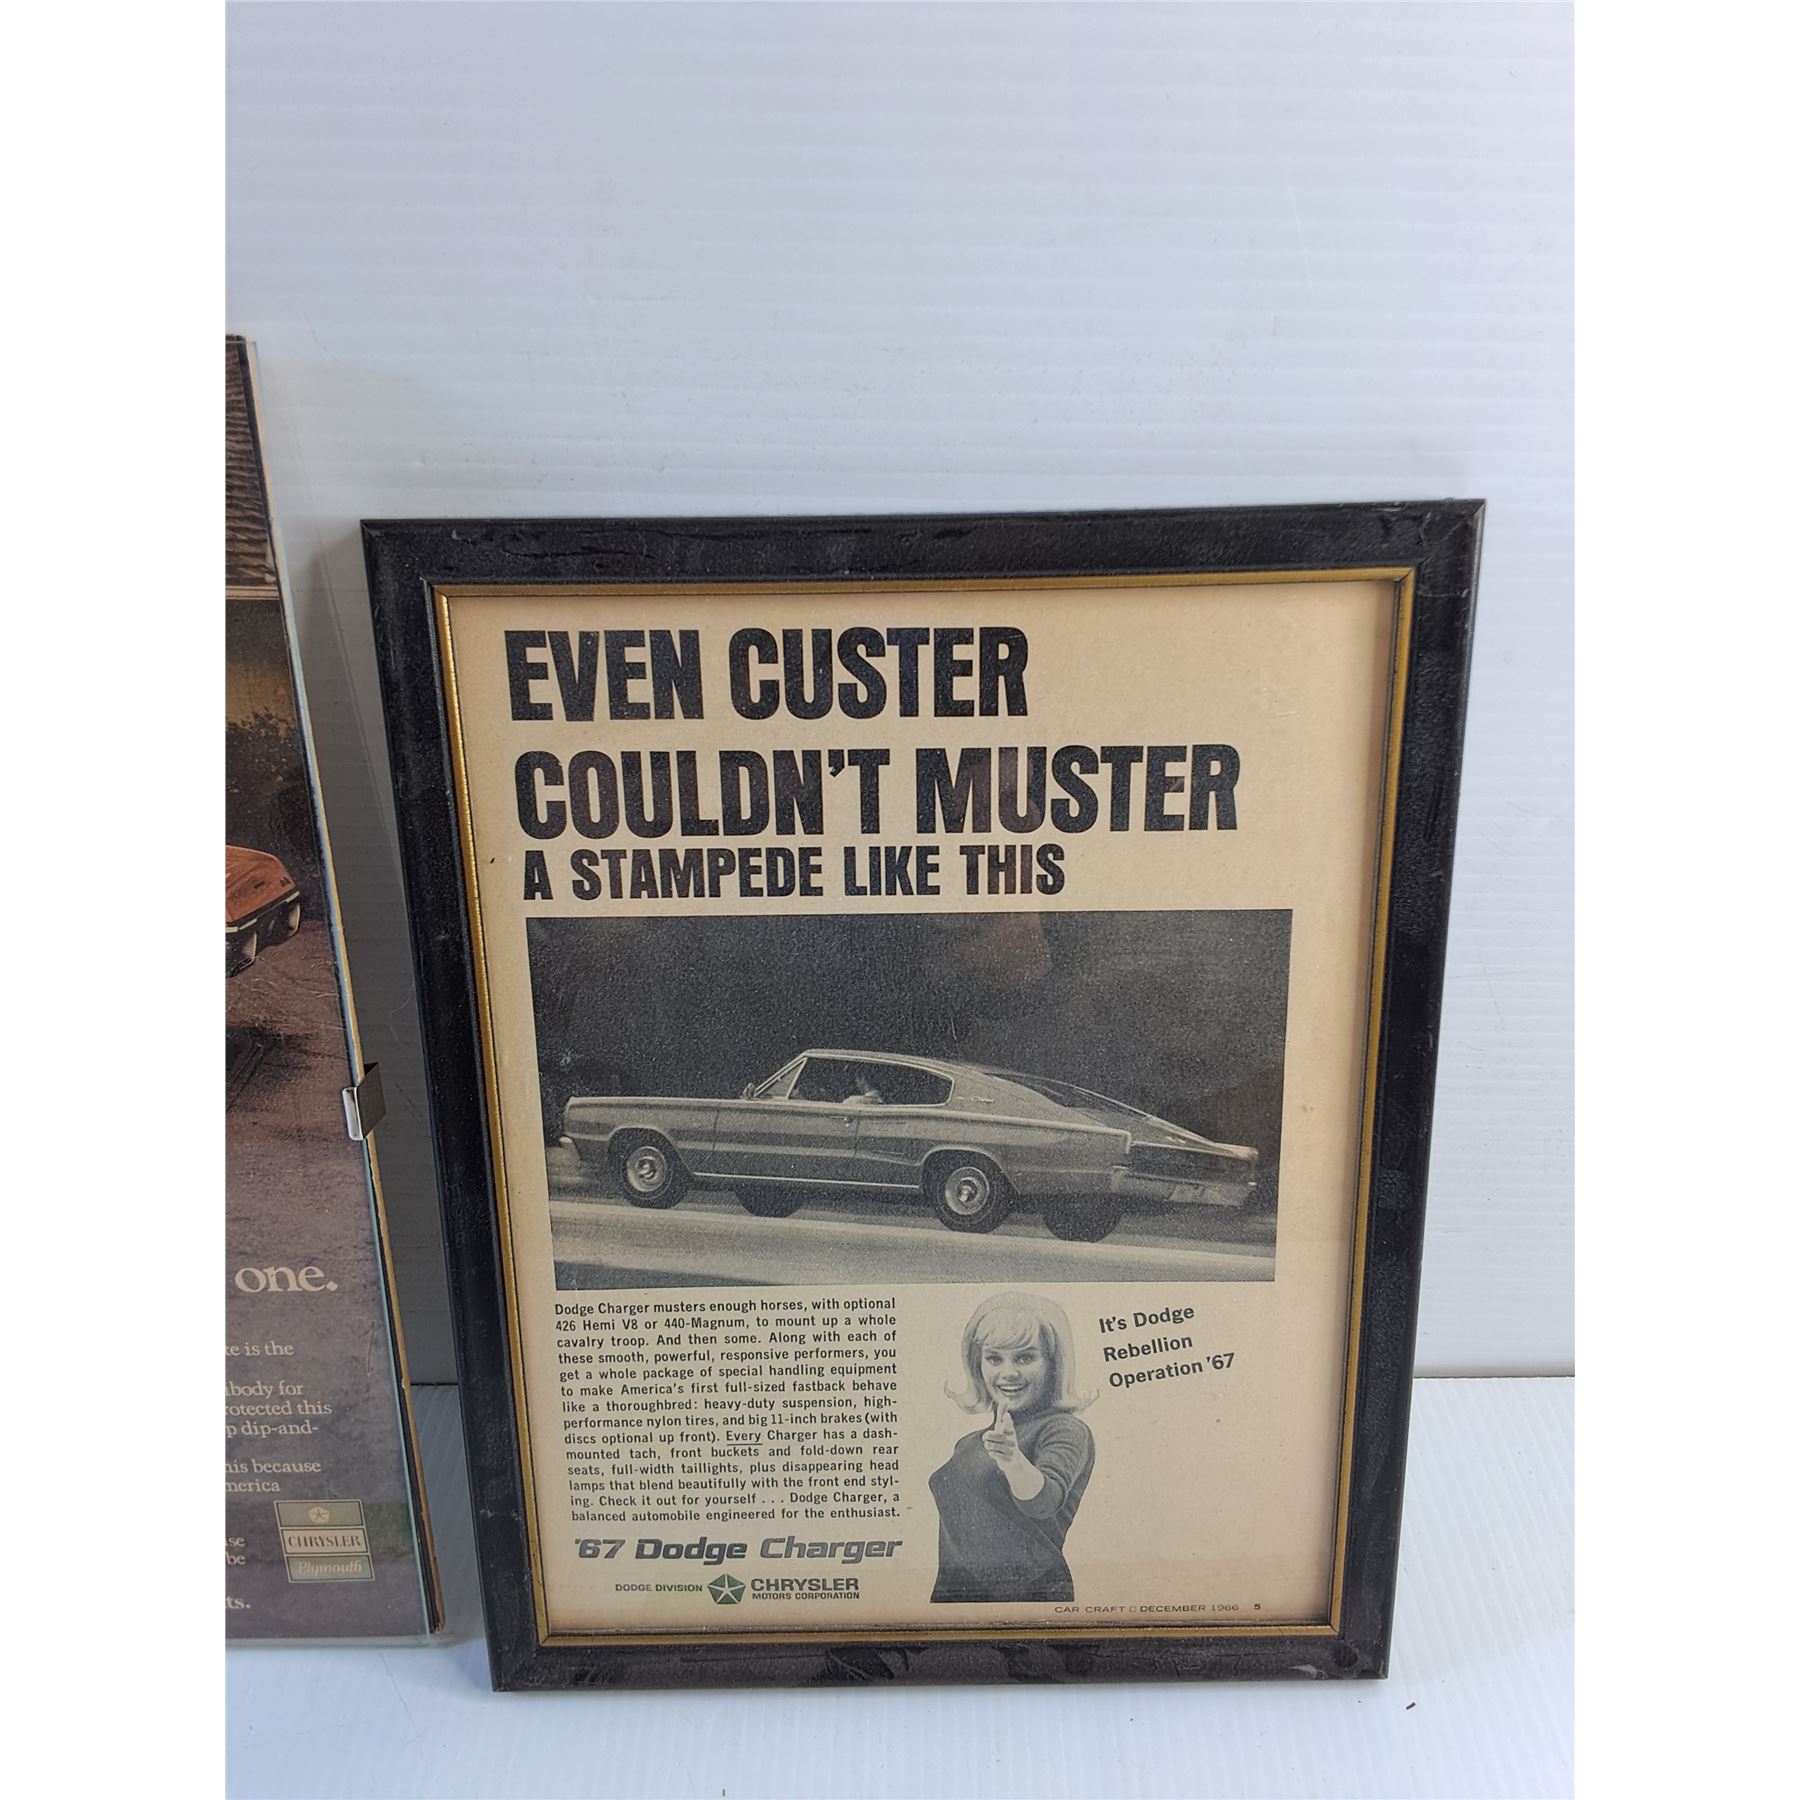 EVEN CUSTER
COULDN'T MUSTER
A STAMPEDE LIKE THIS
Dodge Charger musters enough horses, with optional
426 Hemi V8 or 440-Magnum, to mount up a whole
cavalry troop. And then some. Along with each of
these smooth, powerful, responsive performers, you
get a whole package of special handling equipment
to make America's first full-sized fastback behave
like a thoroughbred: heavy-duty suspension, high-
performance nylon tires, and big 11-inch brakes (with
discs optional up front). Every Charger has a dash-
mounted tach, front buckets and fold-down rear
seats, full-width taillights, plus disappearing head
lamps that blend beautifully with the front end styl-
ing. Check it out for yourself . . . Dodge Charger, a
balanced automobile engineered for the enthusiast.
'67 Dodge Charger
DODGE DIVISION CHRYSLER
MOTORS CORPORATION
It's Dodge
Rebellion
Operation '67
CAR CRAFT □ DECEMBER 1966 5
one.
is the
body for
this
dip-and-
because
CHRYSLER
Plymouth
be